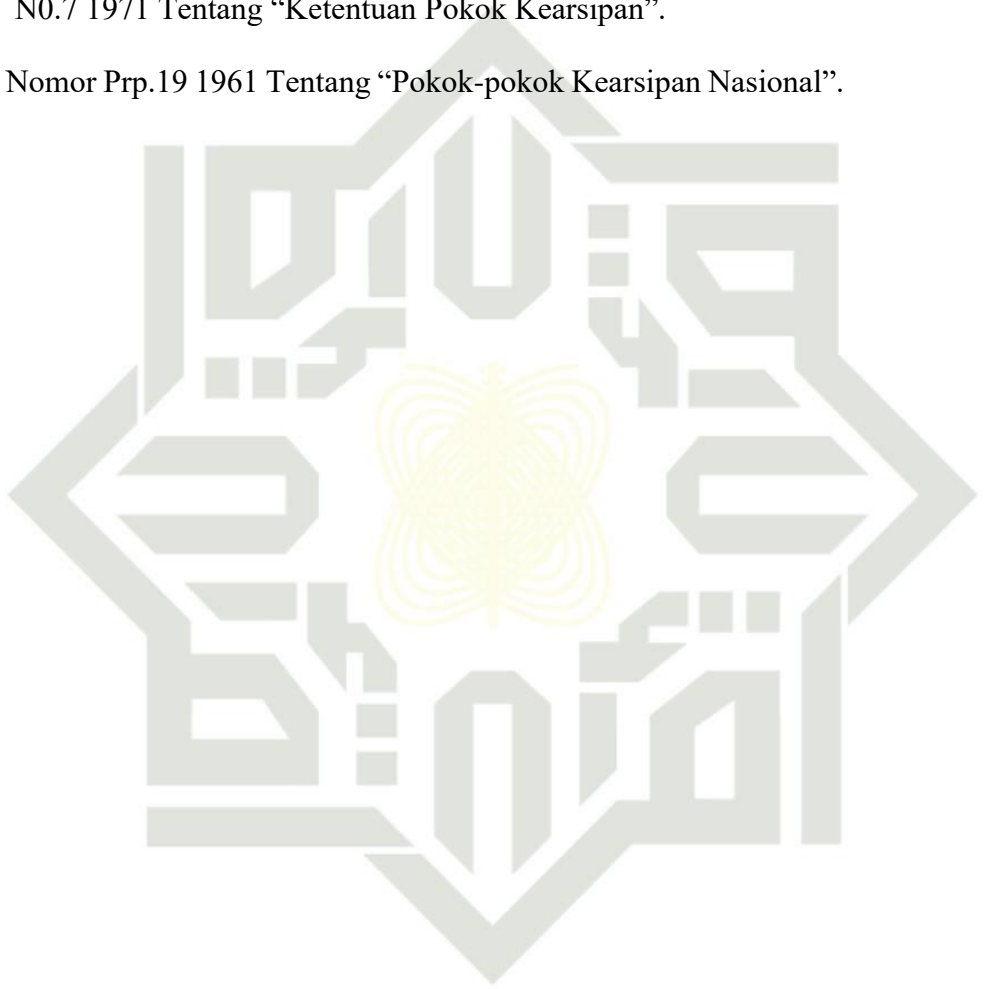 N0.7 1971 Tentang “Ketentuan Pokok Kearsipan”.
Nomor Prp.19 1961 Tentang “Pokok-pokok Kearsipan Nasional”.